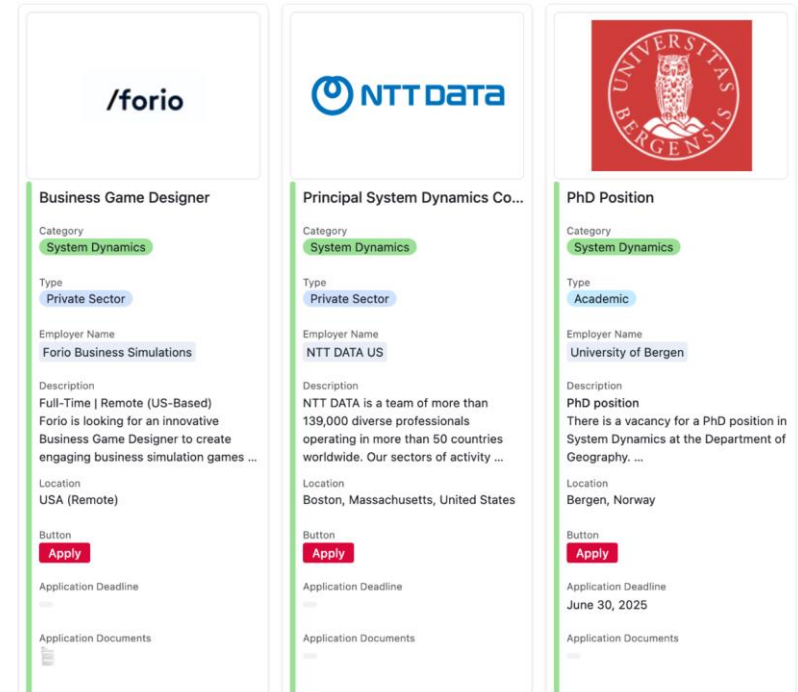 /forio
Business Game Designer
Category
System Dynamics
Type
Private Sector
Employer Name
Forio Business Simulations
Description
Full-Time | Remote (US-Based)
Forio is looking for an innovative
Business Game Designer to create
engaging business simulation games ...
Location
USA (Remote)
Button
Apply
Application Deadline
Application Documents
NTT DATA
Principal System Dynamics Co...
Category
System Dynamics
Type
Private Sector
Employer Name
NTT DATA US
Description
NTT DATA is a team of more than
139,000 diverse professionals
operating in more than 50 countries
worldwide. Our sectors of activity ...
Location
Boston, Massachusetts, United States
Button
Apply
Application Deadline
Application Documents
UNIVERSITAS BERGENSIS
PhD Position
Category
System Dynamics
Type
Academic
Employer Name
University of Bergen
Description
PhD position
There is a vacancy for a PhD position in
System Dynamics at the Department of
Geography. ...
Location
Bergen, Norway
Button
Apply
Application Deadline
June 30, 2025
Application Documents